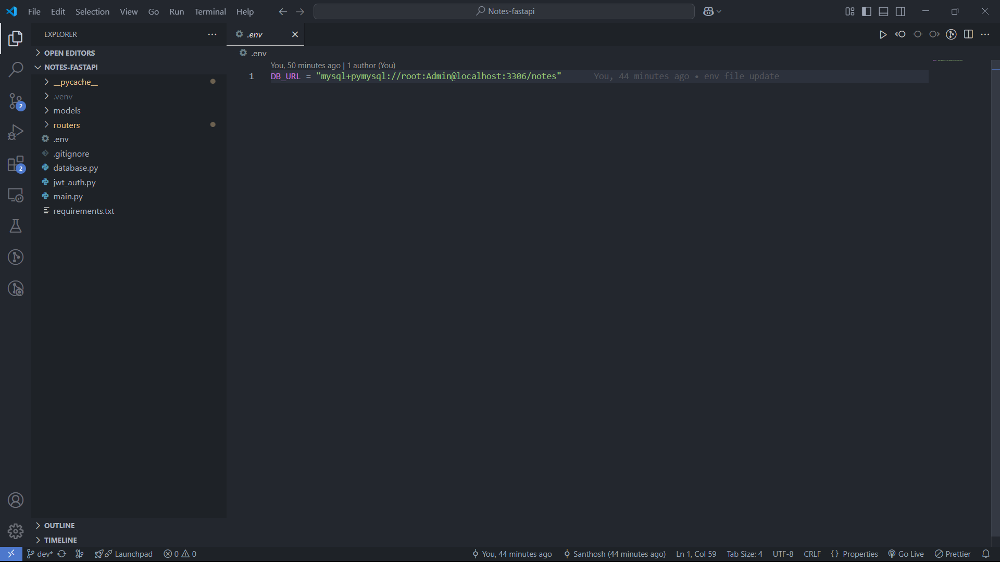 File Edit Selection View Go Run Terminal Help
Notes-fastapi
EXPLORER
.env
OPEN EDITORS
NOTES-FASTAPI
__pycache__
.venv
models
routers
.env
.gitignore
database.py
jwt_auth.py
main.py
requirements.txt
.env
You, 50 minutes ago | 1 author (You)
1 DB_URL = "mysql+pymysql://root:Admin@localhost:3306/notes" You, 44 minutes ago • env file update
2
2
OUTLINE
TIMELINE
dev* Launchpad 0 0 You, 44 minutes ago Santhosh (44 minutes ago) Ln 1, Col 59 Tab Size: 4 UTF-8 CRLF {} Properties Go Live Prettier